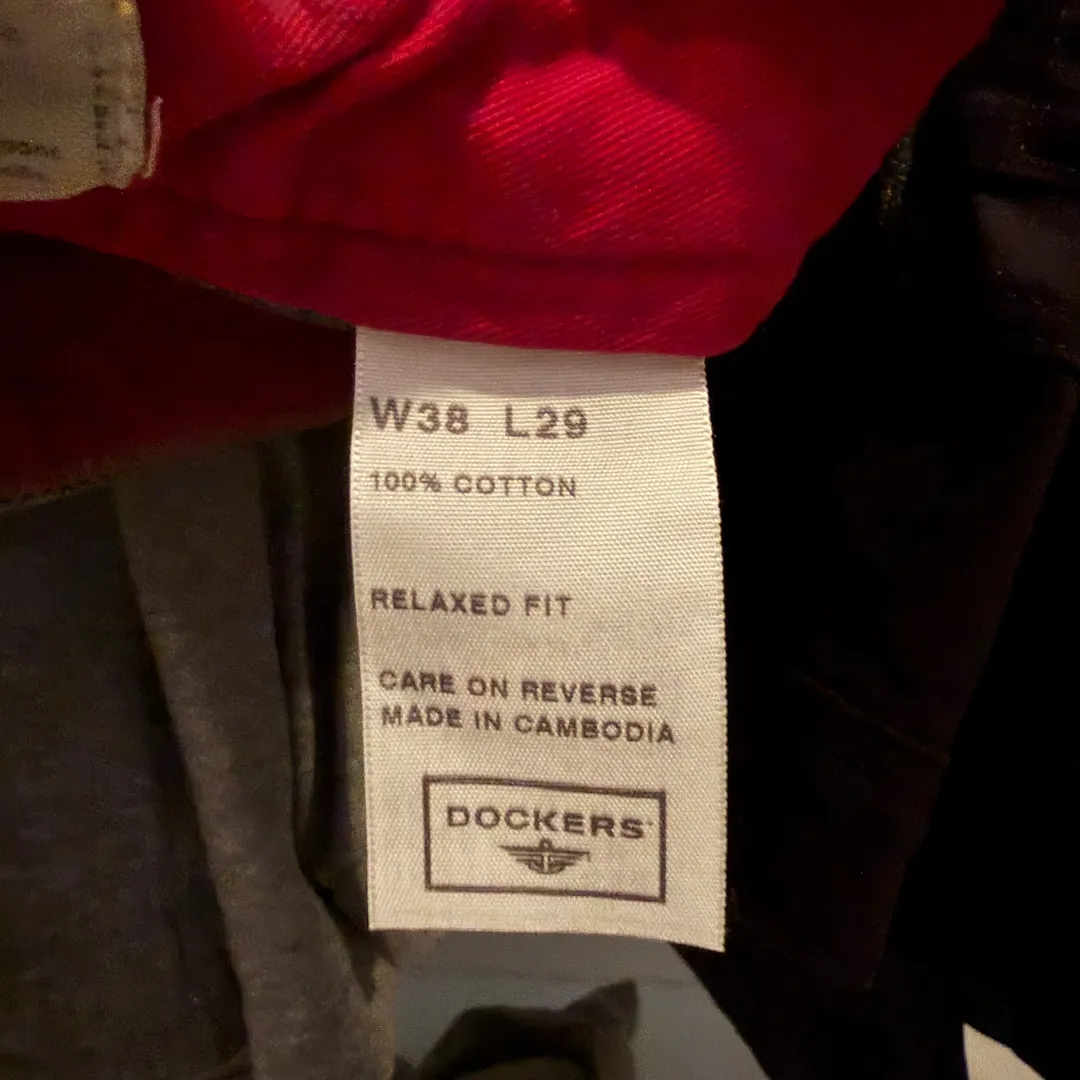 W38 L29
100% COTTON
RELAXED FIT
CARE ON REVERSE
MADE IN CAMBODIA
DOCKERS